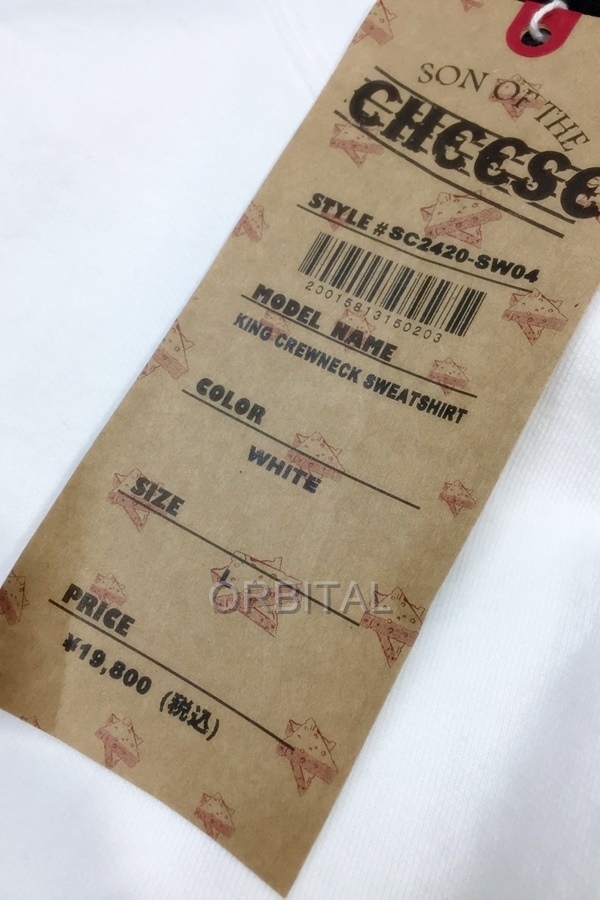 SON OF THE
CHEESE
STYLE #SC2420-SW04
20015813150203
MODEL NAME
KING CREWNECK SWEATSHIRT
COLOR
WHITE
SIZE
L
ORBITAL
PRICE
¥19,800 (税込)